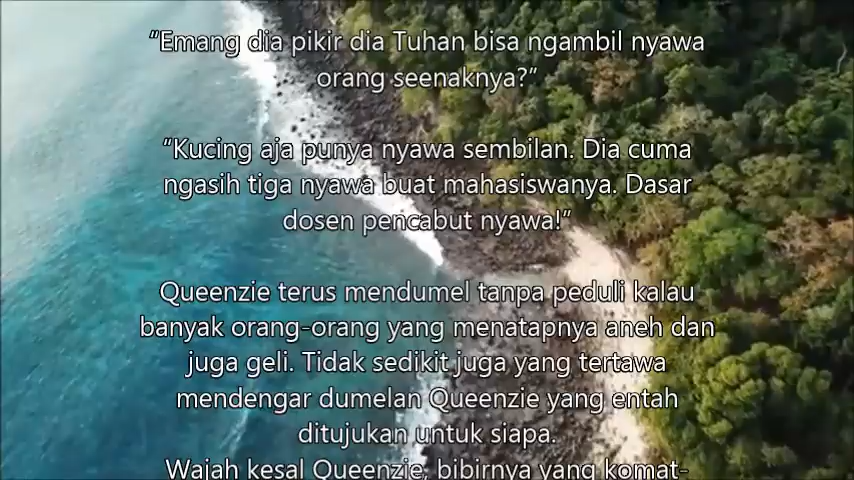 “Emang dia pikir dia Tuhan bisa ngambil nyawa
orang seenaknya?”
“Kucing aja punya nyawa sembilan. Dia cuma
ngasih tiga nyawa buat mahasiswanya. Dasar
dosen pencabut nyawa!”
Queenzie terus mendumel tanpa peduli kalau
banyak orang-orang yang menatapnya aneh dan
juga geli. Tidak sedikit juga yang tertawa
mendengar dumelan Queenzie yang entah
ditujukan untuk siapa.
Wajah kesal Queenzie, bibirnya yang komat-